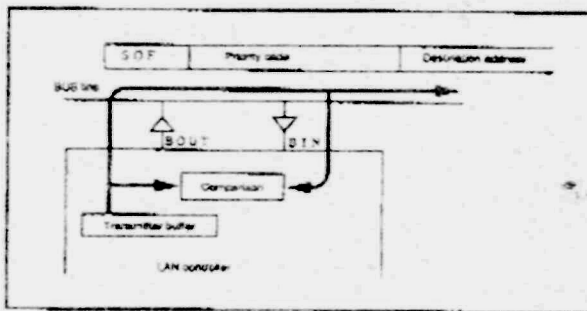 SOF Priority code Destination address
BUS line
BOUT BIN
Comparison
Transmitter buffer
LAN controller